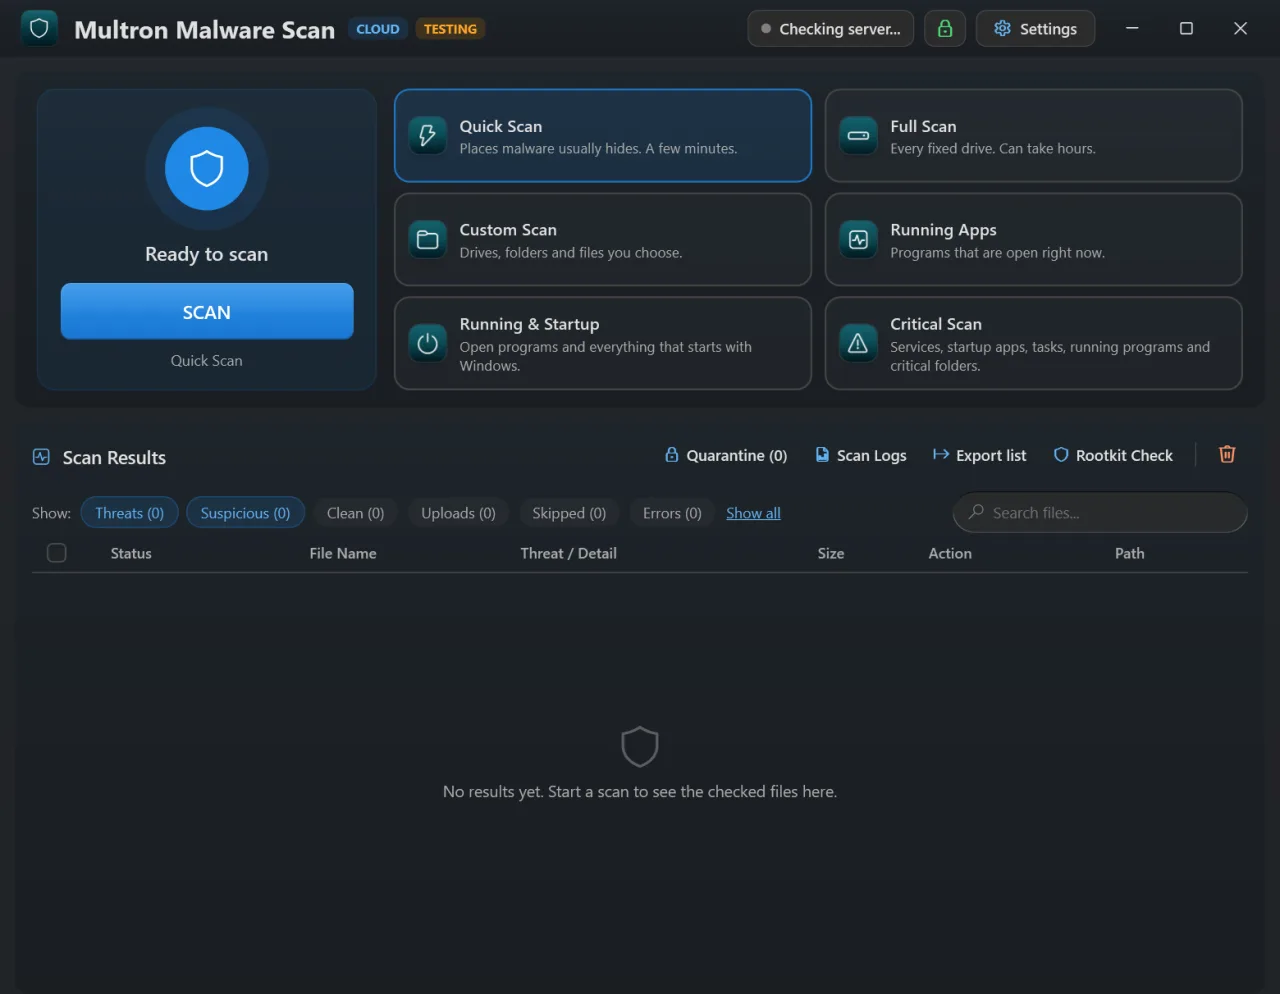 Multron Malware Scan CLOUD TESTING Checking server... Settings
Ready to scan
SCAN
Quick Scan
Quick Scan
Places malware usually hides. A few minutes.
Full Scan
Every fixed drive. Can take hours.
Custom Scan
Drives, folders and files you choose.
Running Apps
Programs that are open right now.
Running & Startup
Open programs and everything that starts with
Windows.
Critical Scan
Services, startup apps, tasks, running programs and
critical folders.
Scan Results Quarantine (0) Scan Logs Export list Rootkit Check
Show: Threats (0) Suspicious (0) Clean (0) Uploads (0) Skipped (0) Errors (0) Show all Search files...
Status File Name Threat / Detail Size Action Path
No results yet. Start a scan to see the checked files here.